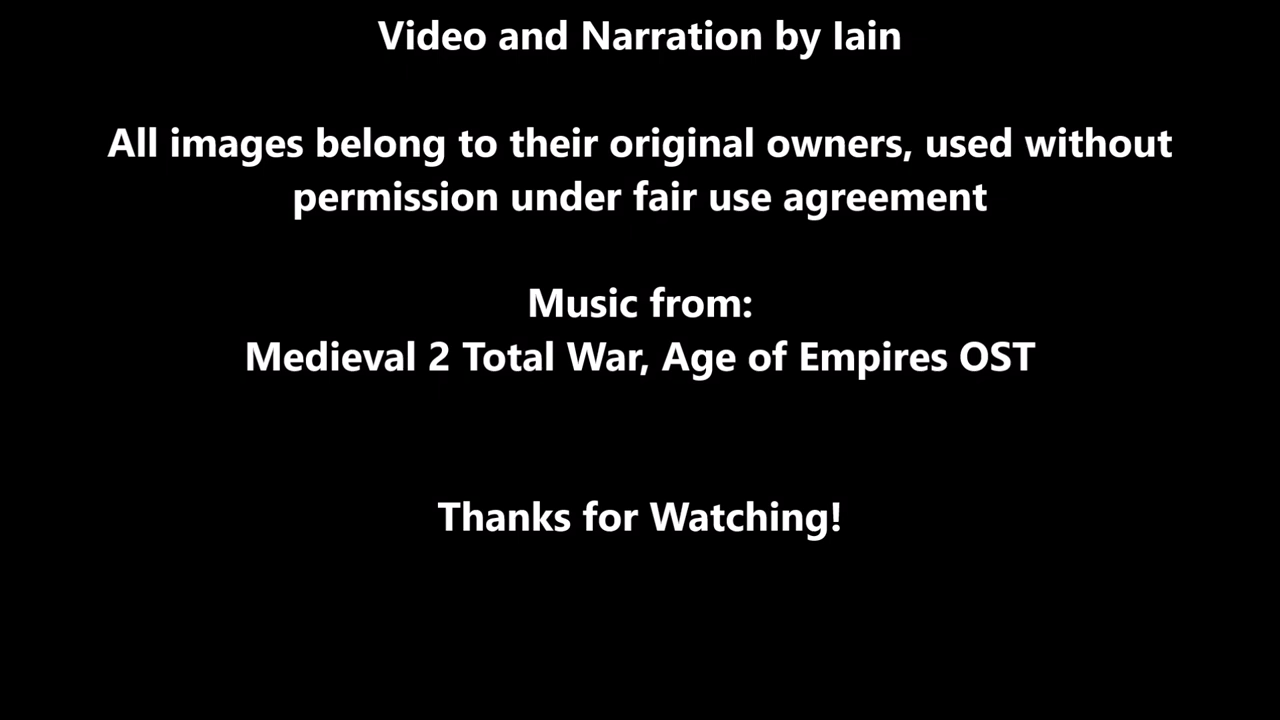 Video and Narration by Iain
All images belong to their original owners, used without
permission under fair use agreement
Music from:
Medieval 2 Total War, Age of Empires OST
Thanks for Watching!